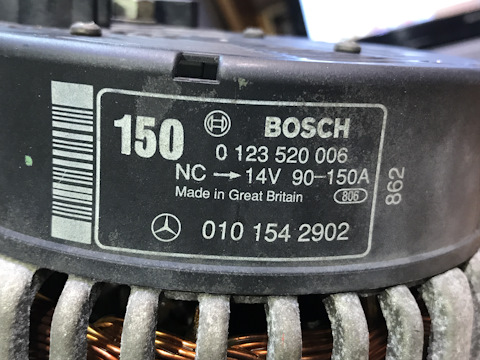 150 BOSCH
0 123 520 006
NC → 14V 90-150A
Made in Great Britain 806
010 154 2902
862